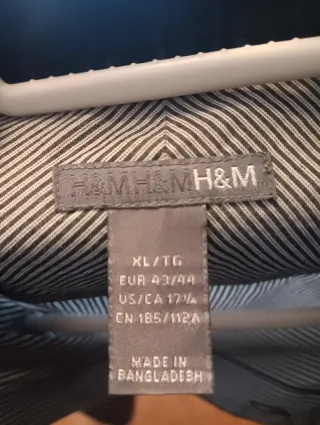 H&MH&MH&M
XL/TG
EUR 43/44
US/CA 17¼
CN 185/112A
MADE IN
BANGLADESH